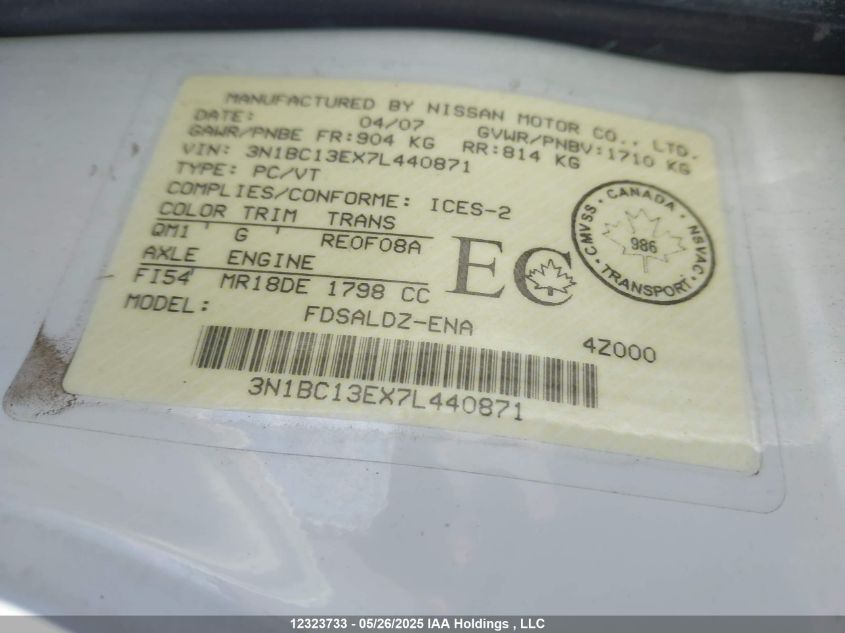 MANUFACTURED BY NISSAN MOTOR CO., LTD.
DATE: 04/07 GVWR/PNBV:1710 KG
GAWR/PNBE FR:904 KG RR:814 KG
VIN: 3N1BC13EX7L440871
TYPE: PC/VT
COMPLIES/CONFORME: ICES-2
COLOR TRIM TRANS
QM1 G RE0F08A
AXLE ENGINE
FI54 MR18DE 1798 CC
EC
CANADA
CMVSS · NSVAC
986
TRANSPORT
MODEL: FDSALDZ-ENA
4Z000
3N1BC13EX7L440871
12323733 - 05/26/2025 IAA Holdings , LLC